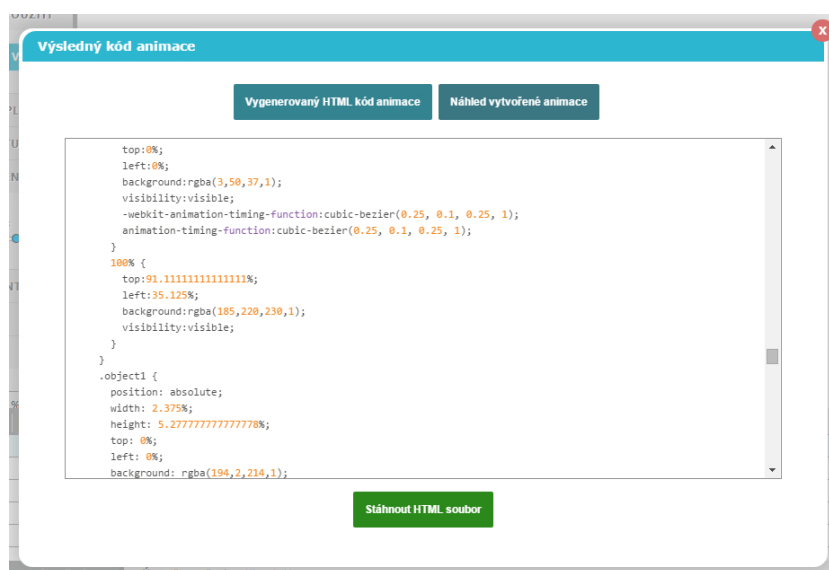 X
Výsledný kód animace
Vygenerovaný HTML kód animace
Náhled vytvořené animace
top:0%;
left:0%;
background:rgba(3,50,37,1);
visibility:visible;
-webkit-animation-timing-function:cubic-bezier(0.25, 0.1, 0.25, 1);
animation-timing-function:cubic-bezier(0.25, 0.1, 0.25, 1);
}
100% {
top:91.11111111111111%;
left:35.125%;
background:rgba(185,220,230,1);
visibility:visible;
}
}
.object1 {
position: absolute;
width: 2.375%;
height: 5.277777777777778%;
top: 0%;
left: 0%;
background: rgba(194,2,214,1);
Stáhnout HTML soubor